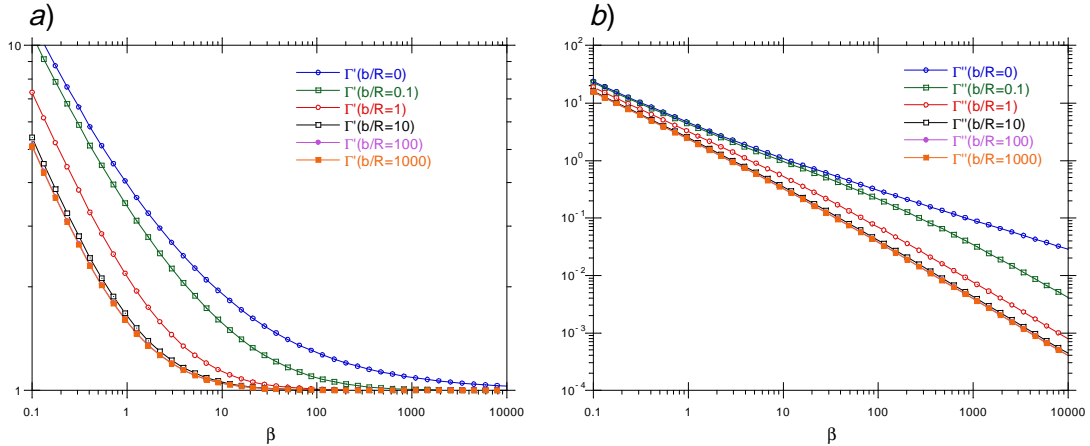 a)
10
1
0.1
1
10
100
1000
10000
β
Γ'(b/R=0)
Γ'(b/R=0.1)
Γ'(b/R=1)
Γ'(b/R=10)
Γ'(b/R=100)
Γ'(b/R=1000)
b)
10²
10¹
10⁰
10⁻¹
10⁻²
10⁻³
10⁻⁴
0.1
1
10
100
1000
10000
β
Γ''(b/R=0)
Γ''(b/R=0.1)
Γ''(b/R=1)
Γ''(b/R=10)
Γ''(b/R=100)
Γ''(b/R=1000)